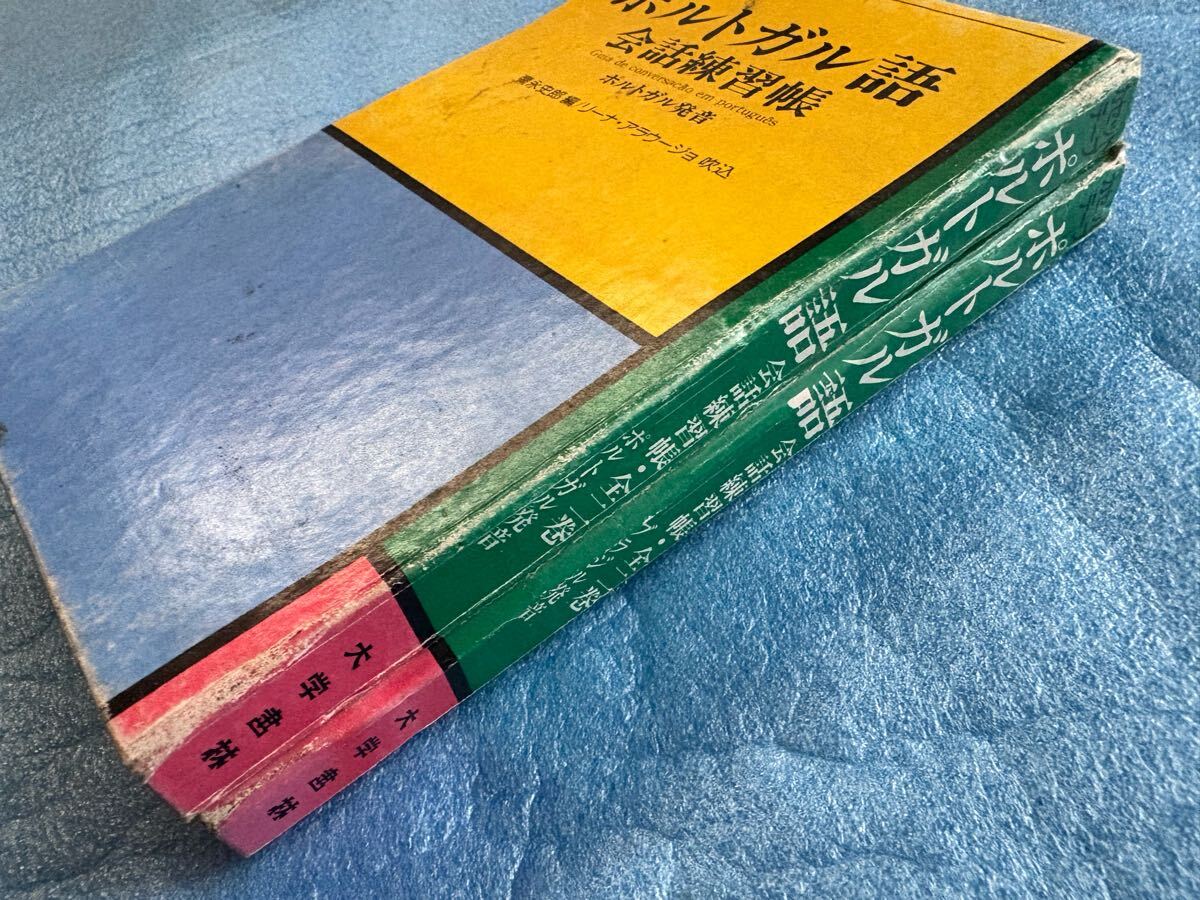 ポルトガル語
会話練習帳
Guia de conversação em português
ポルトガル発音
リーナ・アラウージョ 吹込
ポルトガル語 会話練習帳・全二巻 ポルトガル発音
大学書林
ポルトガル語 会話練習帳・全二巻 ブラジル発音
大学書林